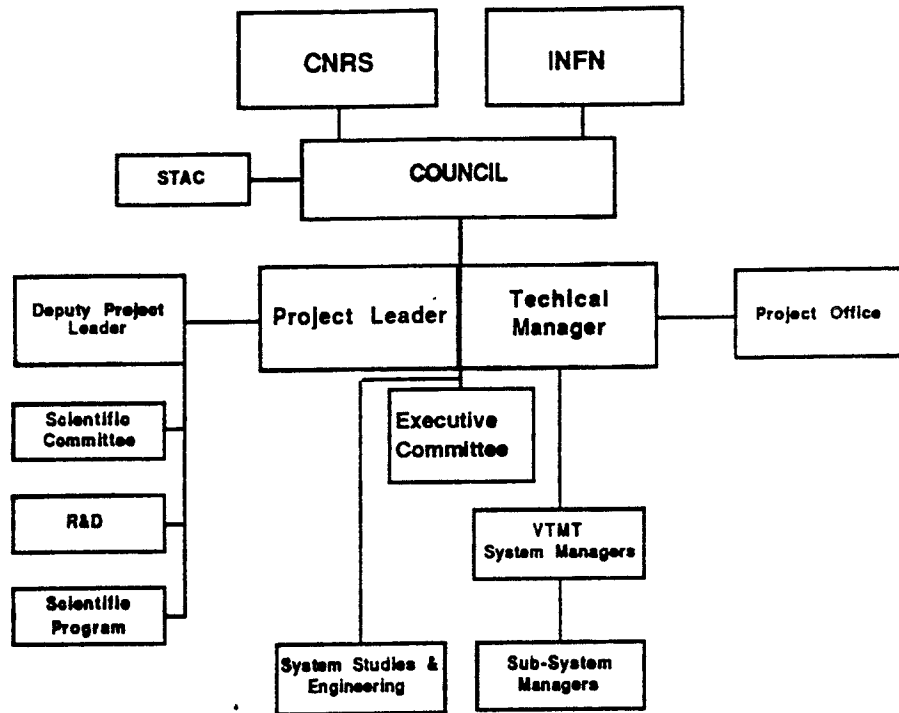 CNRS
INFN
STAC
COUNCIL
Deputy Project
Leader
Project Leader
Techical
Manager
Project Office
Scientific
Committee
Executive
Committee
R&D
VTMT
System Managers
Scientific
Program
System Studies &
Engineering
Sub-System
Managers